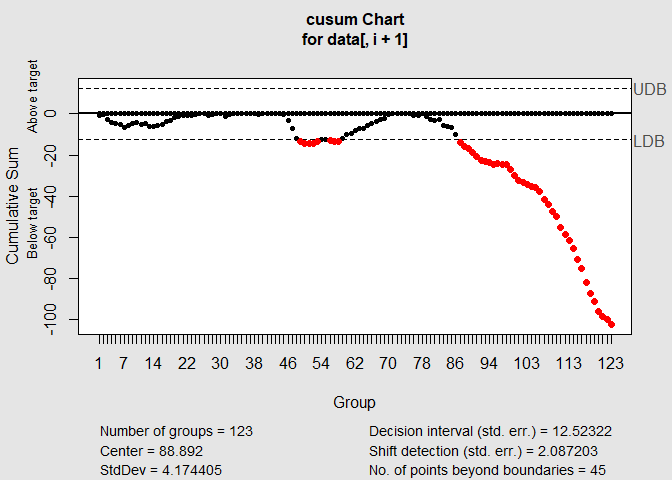 cusum Chart
for data[, i + 1]
Above target
Below target
Cumulative Sum
0
-20
-40
-60
-80
-100
UDB
LDB
1 7 14 22 30 38 46 54 62 70 78 86 94 103 113 123
Group
Number of groups = 123
Center = 88.892
StdDev = 4.174405
Decision interval (std. err.) = 12.52322
Shift detection (std. err.) = 2.087203
No. of points beyond boundaries = 45